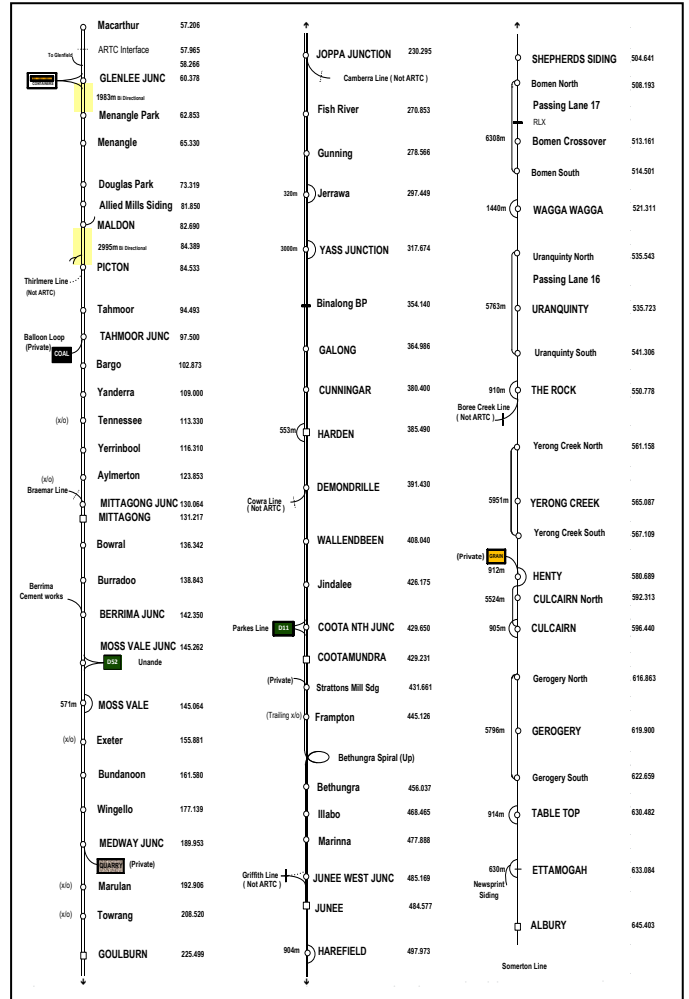 Macarthur 57.206
ARTC Interface 57.965
To Glenfield
58.266
GLENLEE JUNC 60.378
1983m Bi Directional
Menangle Park 62.853
Menangle 65.330
Douglas Park 73.319
Allied Mills Siding 81.850
MALDON 82.690
2995m Bi Directional 84.389
PICTON 84.533
Thirlmere Line
(Not ARTC)
Tahmoor 94.493
Balloon Loop
(Private)
COAL
TAHMOOR JUNC 97.500
Bargo 102.873
Yanderra 109.000
(x/o) Tennessee 113.330
Yerrinbool 116.310
(x/o) Aylmerton 123.853
Braemar Line
MITTAGONG JUNC 130.064
MITTAGONG 131.217
Bowral 136.342
Burradoo 138.843
Berrima
Cement works
BERRIMA JUNC 142.350
MOSS VALE JUNC 145.262
D52 Unande
571m MOSS VALE 145.064
(x/o) Exeter 155.881
Bundanoon 161.580
Wingello 177.139
MEDWAY JUNC 189.953
QUARRY (Private)
(x/o) Marulan 192.906
(x/o) Towrang 208.520
GOULBURN 225.499
JOPPA JUNCTION 230.295
Camberra Line ( Not ARTC )
Fish River 270.853
Gunning 278.566
320m Jerrawa 297.449
3000m YASS JUNCTION 317.674
Binalong BP 354.140
GALONG 364.986
CUNNINGAR 380.400
553m HARDEN 385.490
DEMONDRILLE 391.430
Cowra Line
( Not ARTC )
WALLENDBEEN 408.040
Jindalee 426.175
Parkes Line D11 COOTA NTH JUNC 429.650
COOTAMUNDRA 429.231
(Private)
Strattons Mill Sdg 431.661
(Trailing x/o) Frampton 445.126
Bethungra Spiral (Up)
Bethungra 456.037
Illabo 468.465
Marinna 477.888
Griffith Line
( Not ARTC )
JUNEE WEST JUNC 485.169
JUNEE 484.577
904m HAREFIELD 497.973
SHEPHERDS SIDING 504.641
Bomen North 508.193
Passing Lane 17
RLX
6308m Bomen Crossover 513.161
Bomen South 514.501
1440m WAGGA WAGGA 521.311
Uranquinty North 535.543
Passing Lane 16
5763m URANQUINTY 535.723
Uranquinty South 541.306
910m THE ROCK 550.778
Boree Creek Line
( Not ARTC )
Yerong Creek North 561.158
5951m YERONG CREEK 565.087
Yerong Creek South 567.109
(Private) GRAIN
912m HENTY 580.689
5524m CULCAIRN North 592.313
905m CULCAIRN 596.440
Gerogery North 616.863
5796m GEROGERY 619.900
Gerogery South 622.659
914m TABLE TOP 630.482
630m ETTAMOGAH 633.084
Newsprint
Siding
ALBURY 645.403
Somerton Line